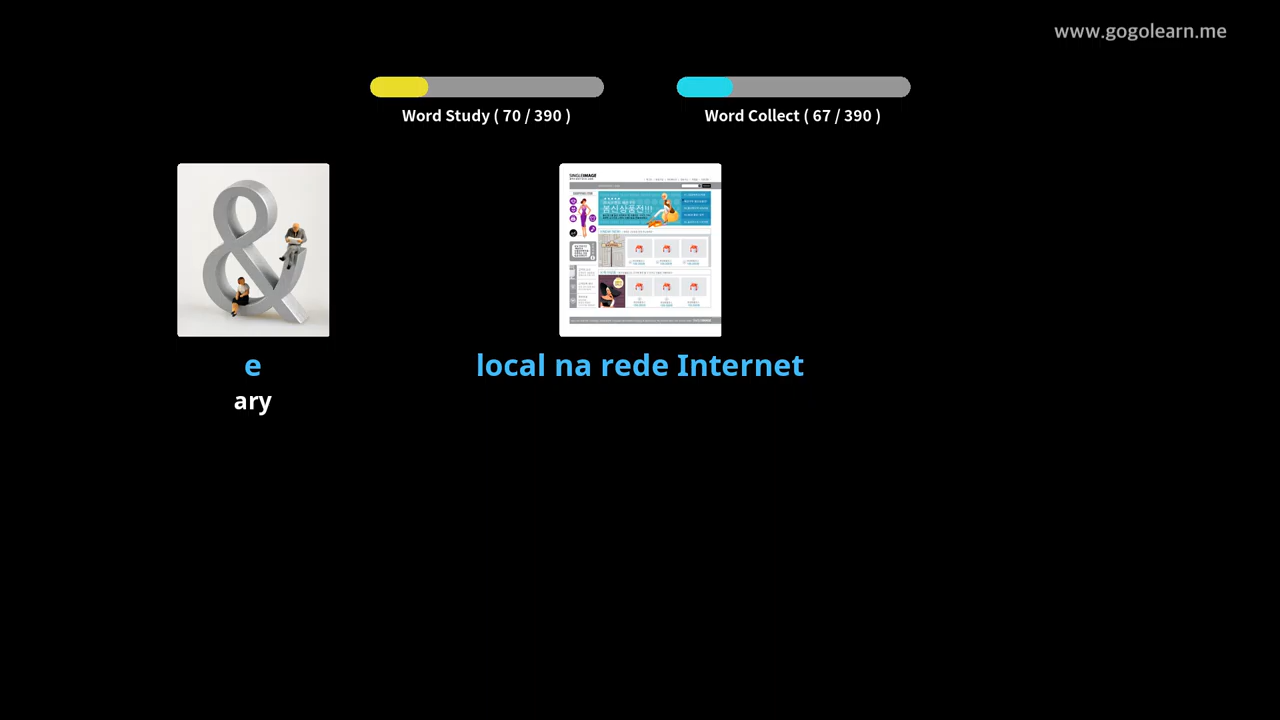 www.gogolearn.me
Word Study ( 70 / 390 )
Word Collect ( 67 / 390 )
e
ary
local na rede Internet